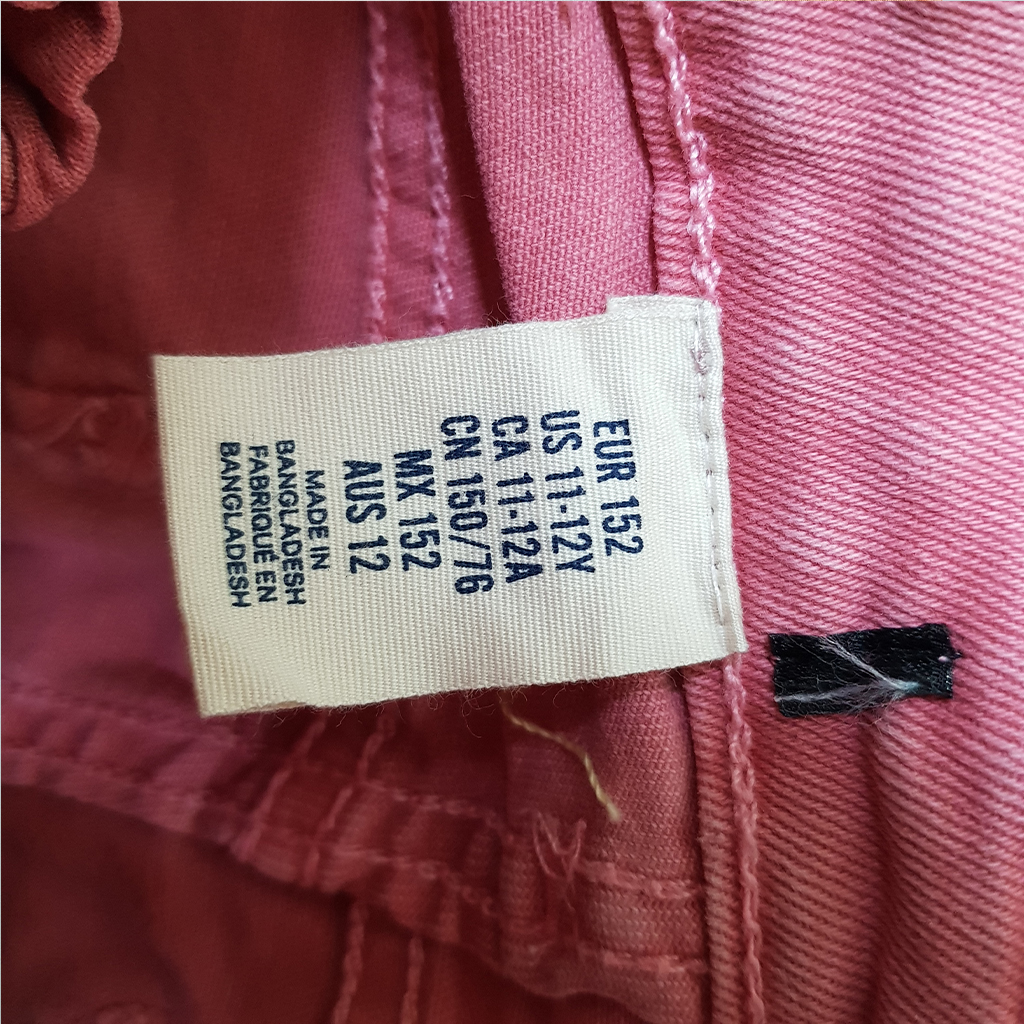 EUR 152
US 11-12Y
CA 11-12A
CN 150/76
MX 152
AUS 12
MADE IN
BANGLADESH
FABRIQUÉ EN
BANGLADESH